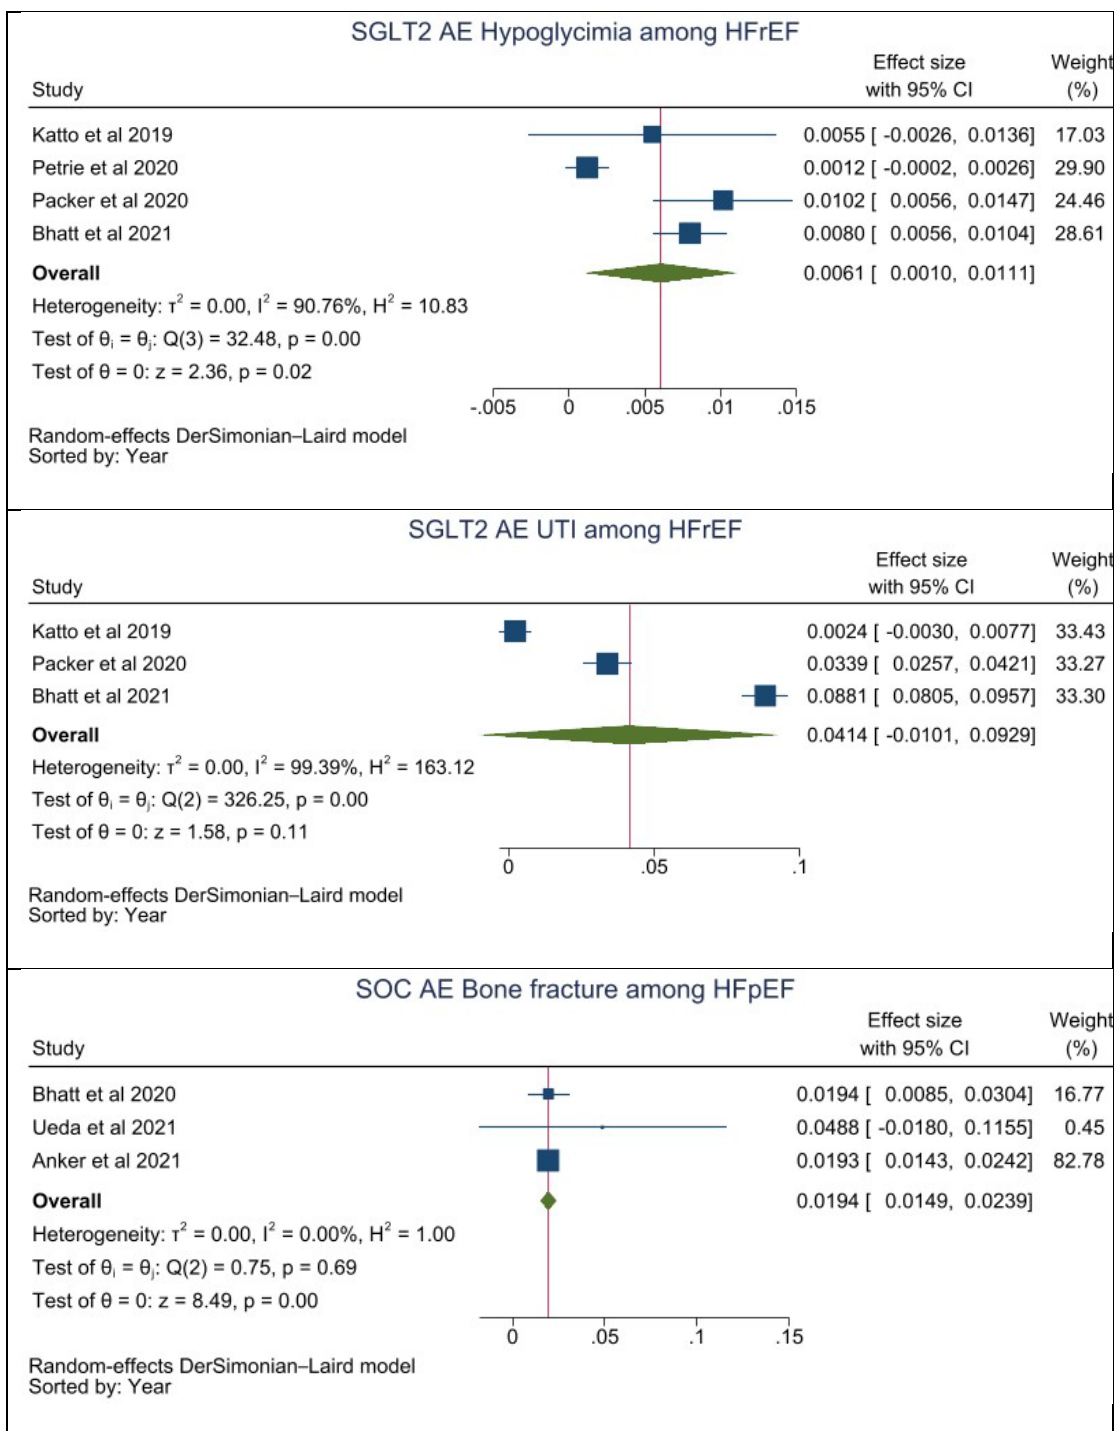 SGLT2 AE Hypoglycimia among HFrEF
Effect size Weight
Study with 95% CI (%)
Katto et al 2019 0.0055 [ -0.0026, 0.0136] 17.03
Petrie et al 2020 0.0012 [ -0.0002, 0.0026] 29.90
Packer et al 2020 0.0102 [ 0.0056, 0.0147] 24.46
Bhatt et al 2021 0.0080 [ 0.0056, 0.0104] 28.61
Overall 0.0061 [ 0.0010, 0.0111]
Heterogeneity: τ² = 0.00, I² = 90.76%, H² = 10.83
Test of θᵢ = θⱼ: Q(3) = 32.48, p = 0.00
Test of θ = 0: z = 2.36, p = 0.02
-.005 0 .005 .01 .015
Random-effects DerSimonian–Laird model
Sorted by: Year
SGLT2 AE UTI among HFrEF
Effect size Weight
Study with 95% CI (%)
Katto et al 2019 0.0024 [ -0.0030, 0.0077] 33.43
Packer et al 2020 0.0339 [ 0.0257, 0.0421] 33.27
Bhatt et al 2021 0.0881 [ 0.0805, 0.0957] 33.30
Overall 0.0414 [ -0.0101, 0.0929]
Heterogeneity: τ² = 0.00, I² = 99.39%, H² = 163.12
Test of θᵢ = θⱼ: Q(2) = 326.25, p = 0.00
Test of θ = 0: z = 1.58, p = 0.11
0 .05 .1
Random-effects DerSimonian–Laird model
Sorted by: Year
SOC AE Bone fracture among HFpEF
Effect size Weight
Study with 95% CI (%)
Bhatt et al 2020 0.0194 [ 0.0085, 0.0304] 16.77
Ueda et al 2021 0.0488 [ -0.0180, 0.1155] 0.45
Anker et al 2021 0.0193 [ 0.0143, 0.0242] 82.78
Overall 0.0194 [ 0.0149, 0.0239]
Heterogeneity: τ² = 0.00, I² = 0.00%, H² = 1.00
Test of θᵢ = θⱼ: Q(2) = 0.75, p = 0.69
Test of θ = 0: z = 8.49, p = 0.00
0 .05 .1 .15
Random-effects DerSimonian–Laird model
Sorted by: Year